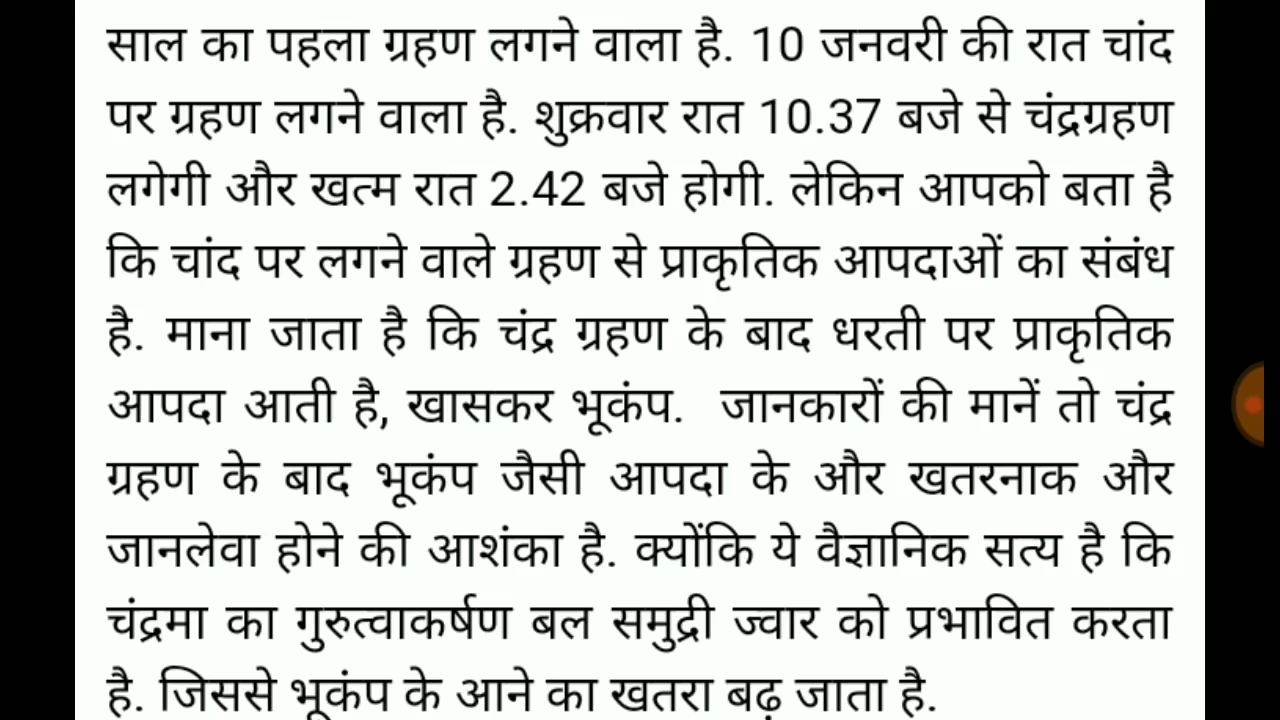 साल का पहला ग्रहण लगने वाला है. 10 जनवरी की रात चांद
पर ग्रहण लगने वाला है. शुक्रवार रात 10.37 बजे से चंद्रग्रहण
लगेगी और खत्म रात 2.42 बजे होगी. लेकिन आपको बता है
कि चांद पर लगने वाले ग्रहण से प्राकृतिक आपदाओं का संबंध
है. माना जाता है कि चंद्र ग्रहण के बाद धरती पर प्राकृतिक
आपदा आती है, खासकर भूकंप. जानकारों की मानें तो चंद्र
ग्रहण के बाद भूकंप जैसी आपदा के और खतरनाक और
जानलेवा होने की आशंका है. क्योंकि ये वैज्ञानिक सत्य है कि
चंद्रमा का गुरुत्वाकर्षण बल समुद्री ज्वार को प्रभावित करता
है. जिससे भूकंप के आने का खतरा बढ़ जाता है.